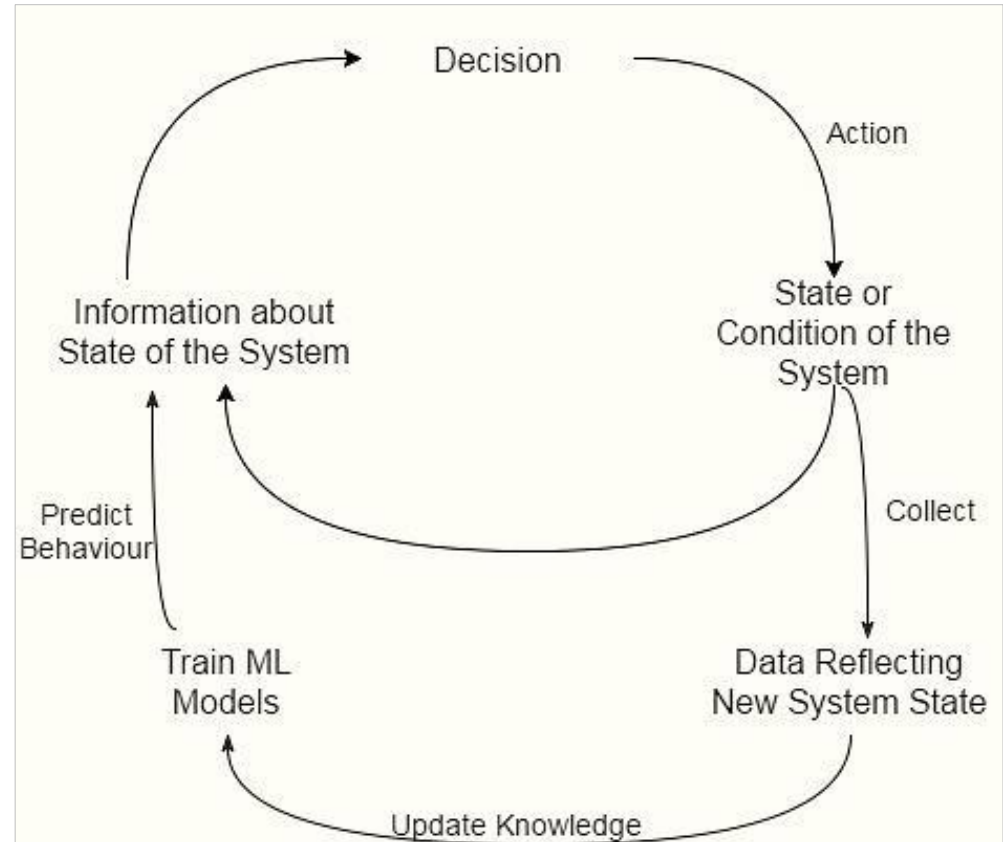 Decision
Action
Information about
State of the System
State or
Condition of the
System
Predict
Behaviour
Collect
Train ML
Models
Data Reflecting
New System State
Update Knowledge